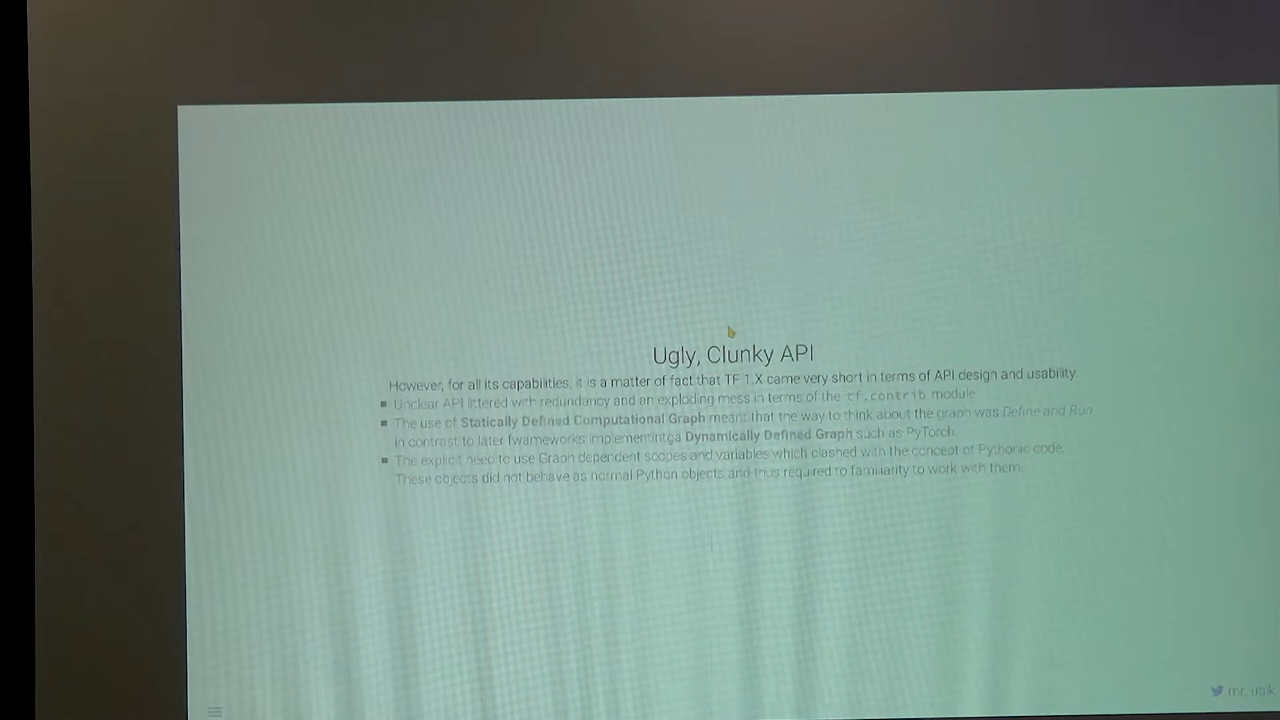 Ugly, Clunky API
However, for all its capabilities, it is a matter of fact that TF 1.X came very short in terms of API design and usability.
Unclear API littered with redundancy and an exploding mess in terms of the tf.contrib module.
The use of Statically Defined Computational Graph meant that the way to think about the graph was Define and Run
in contrast to later fwameworks implementintga Dynamically Defined Graph such as PyTorch.
The explicit need to use Graph dependent scopes and variables which clashed with the concept of Pythonic code.
These objects did not behave as normal Python objects and thus required to familiarity to work with them.
mr_ubik